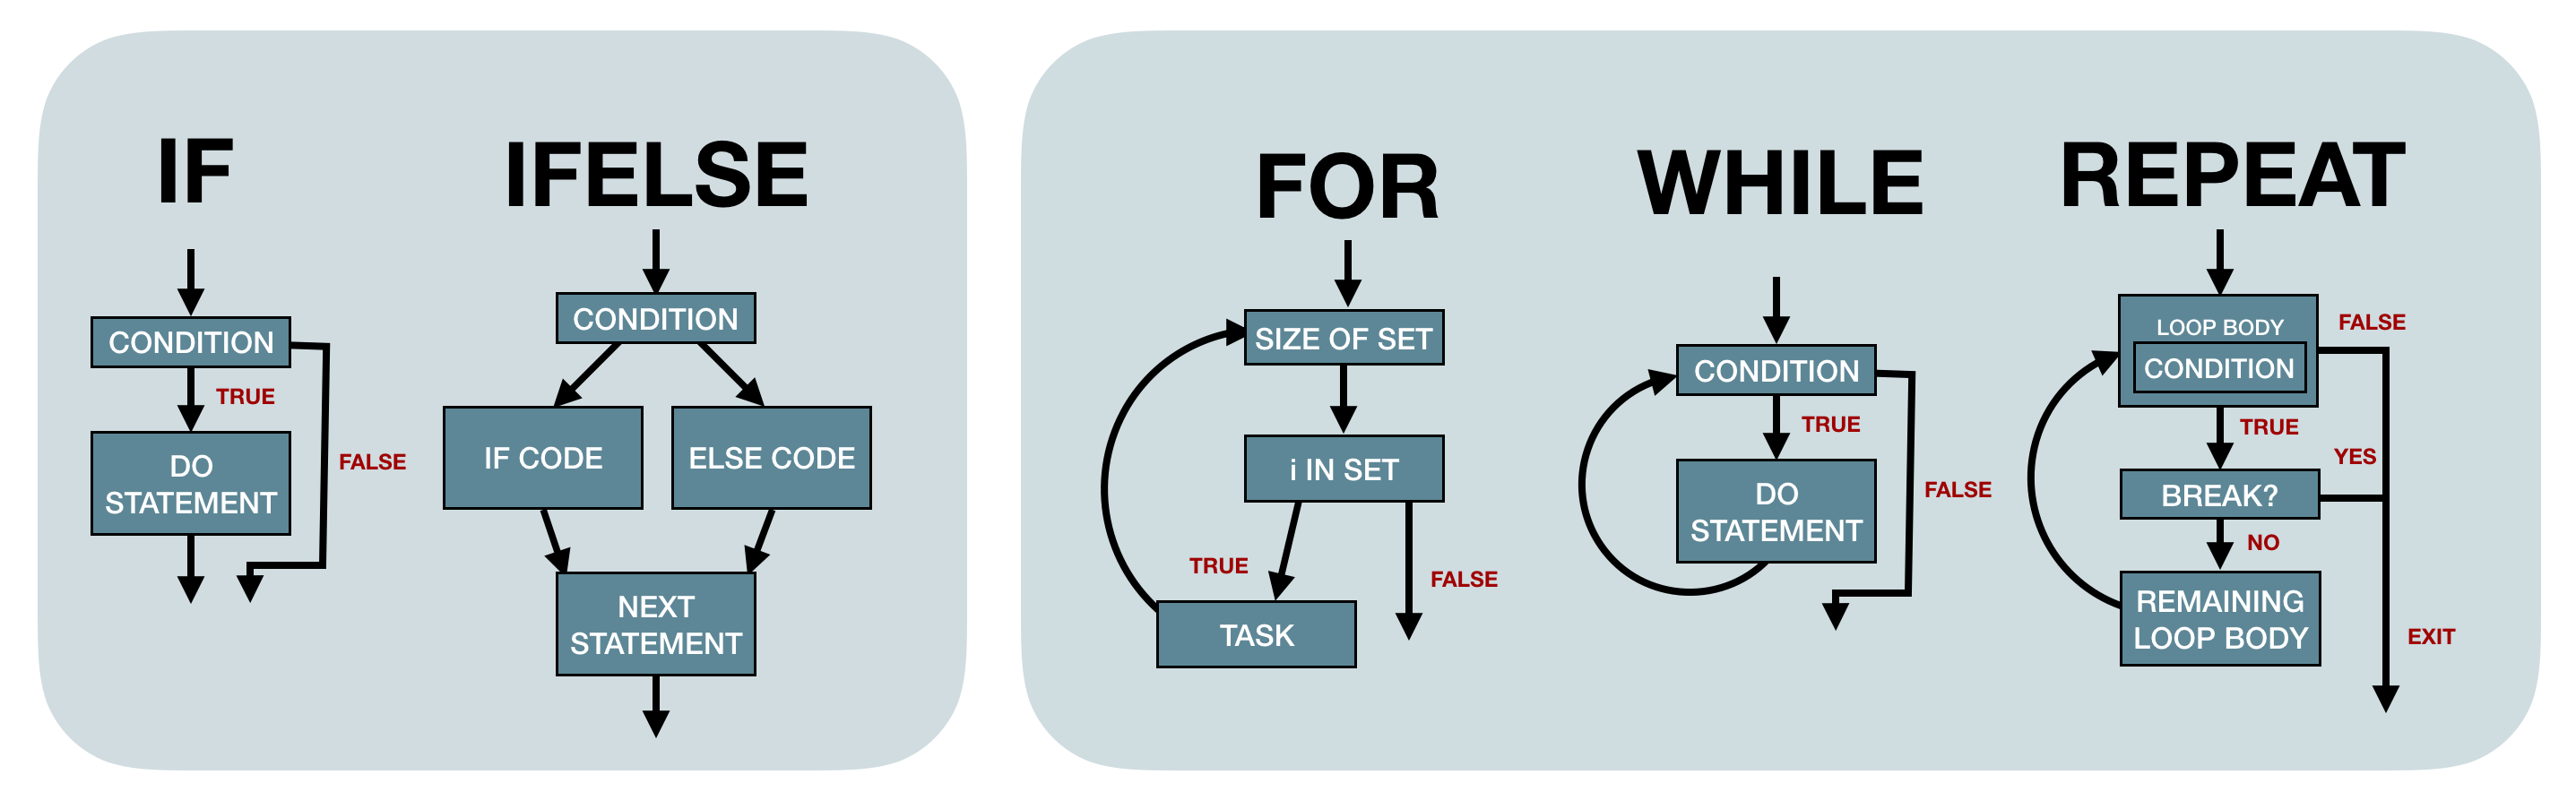 IF
CONDITION
TRUE
DO
STATEMENT
FALSE
IFELSE
CONDITION
IF CODE
ELSE CODE
NEXT
STATEMENT
FOR
SIZE OF SET
i IN SET
TRUE
FALSE
TASK
WHILE
CONDITION
TRUE
DO
STATEMENT
FALSE
REPEAT
LOOP BODY
CONDITION
FALSE
TRUE
YES
BREAK?
NO
REMAINING
LOOP BODY
EXIT